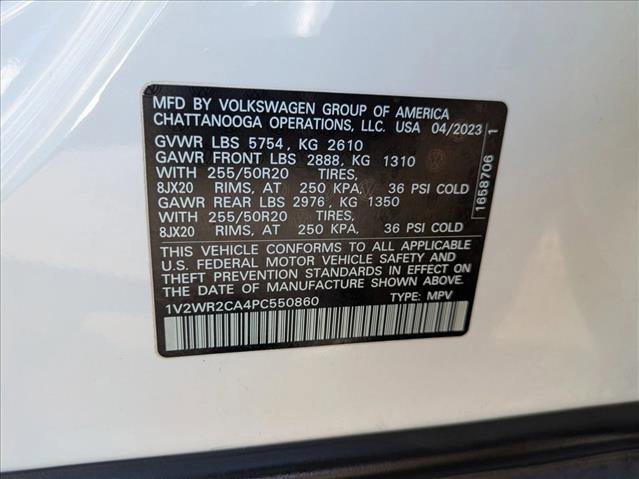 MFD BY VOLKSWAGEN GROUP OF AMERICA
CHATTANOOGA OPERATIONS, LLC. USA 04/2023
GVWR LBS 5754, KG 2610
GAWR FRONT LBS 2888, KG 1310
WITH 255/50R20 TIRES,
8JX20 RIMS, AT 250 KPA, 36 PSI COLD
GAWR REAR LBS 2976, KG 1350
WITH 255/50R20 TIRES,
8JX20 RIMS, AT 250 KPA, 36 PSI COLD
THIS VEHICLE CONFORMS TO ALL APPLICABLE
U.S. FEDERAL MOTOR VEHICLE SAFETY, BUMPER,
AND THEFT PREVENTION STANDARDS IN EFFECT
ON THE DATE OF MANUFACTURE SHOWN ABOVE.
1V2WR2CA4PC550860 TYPE: MPV
1658706 1